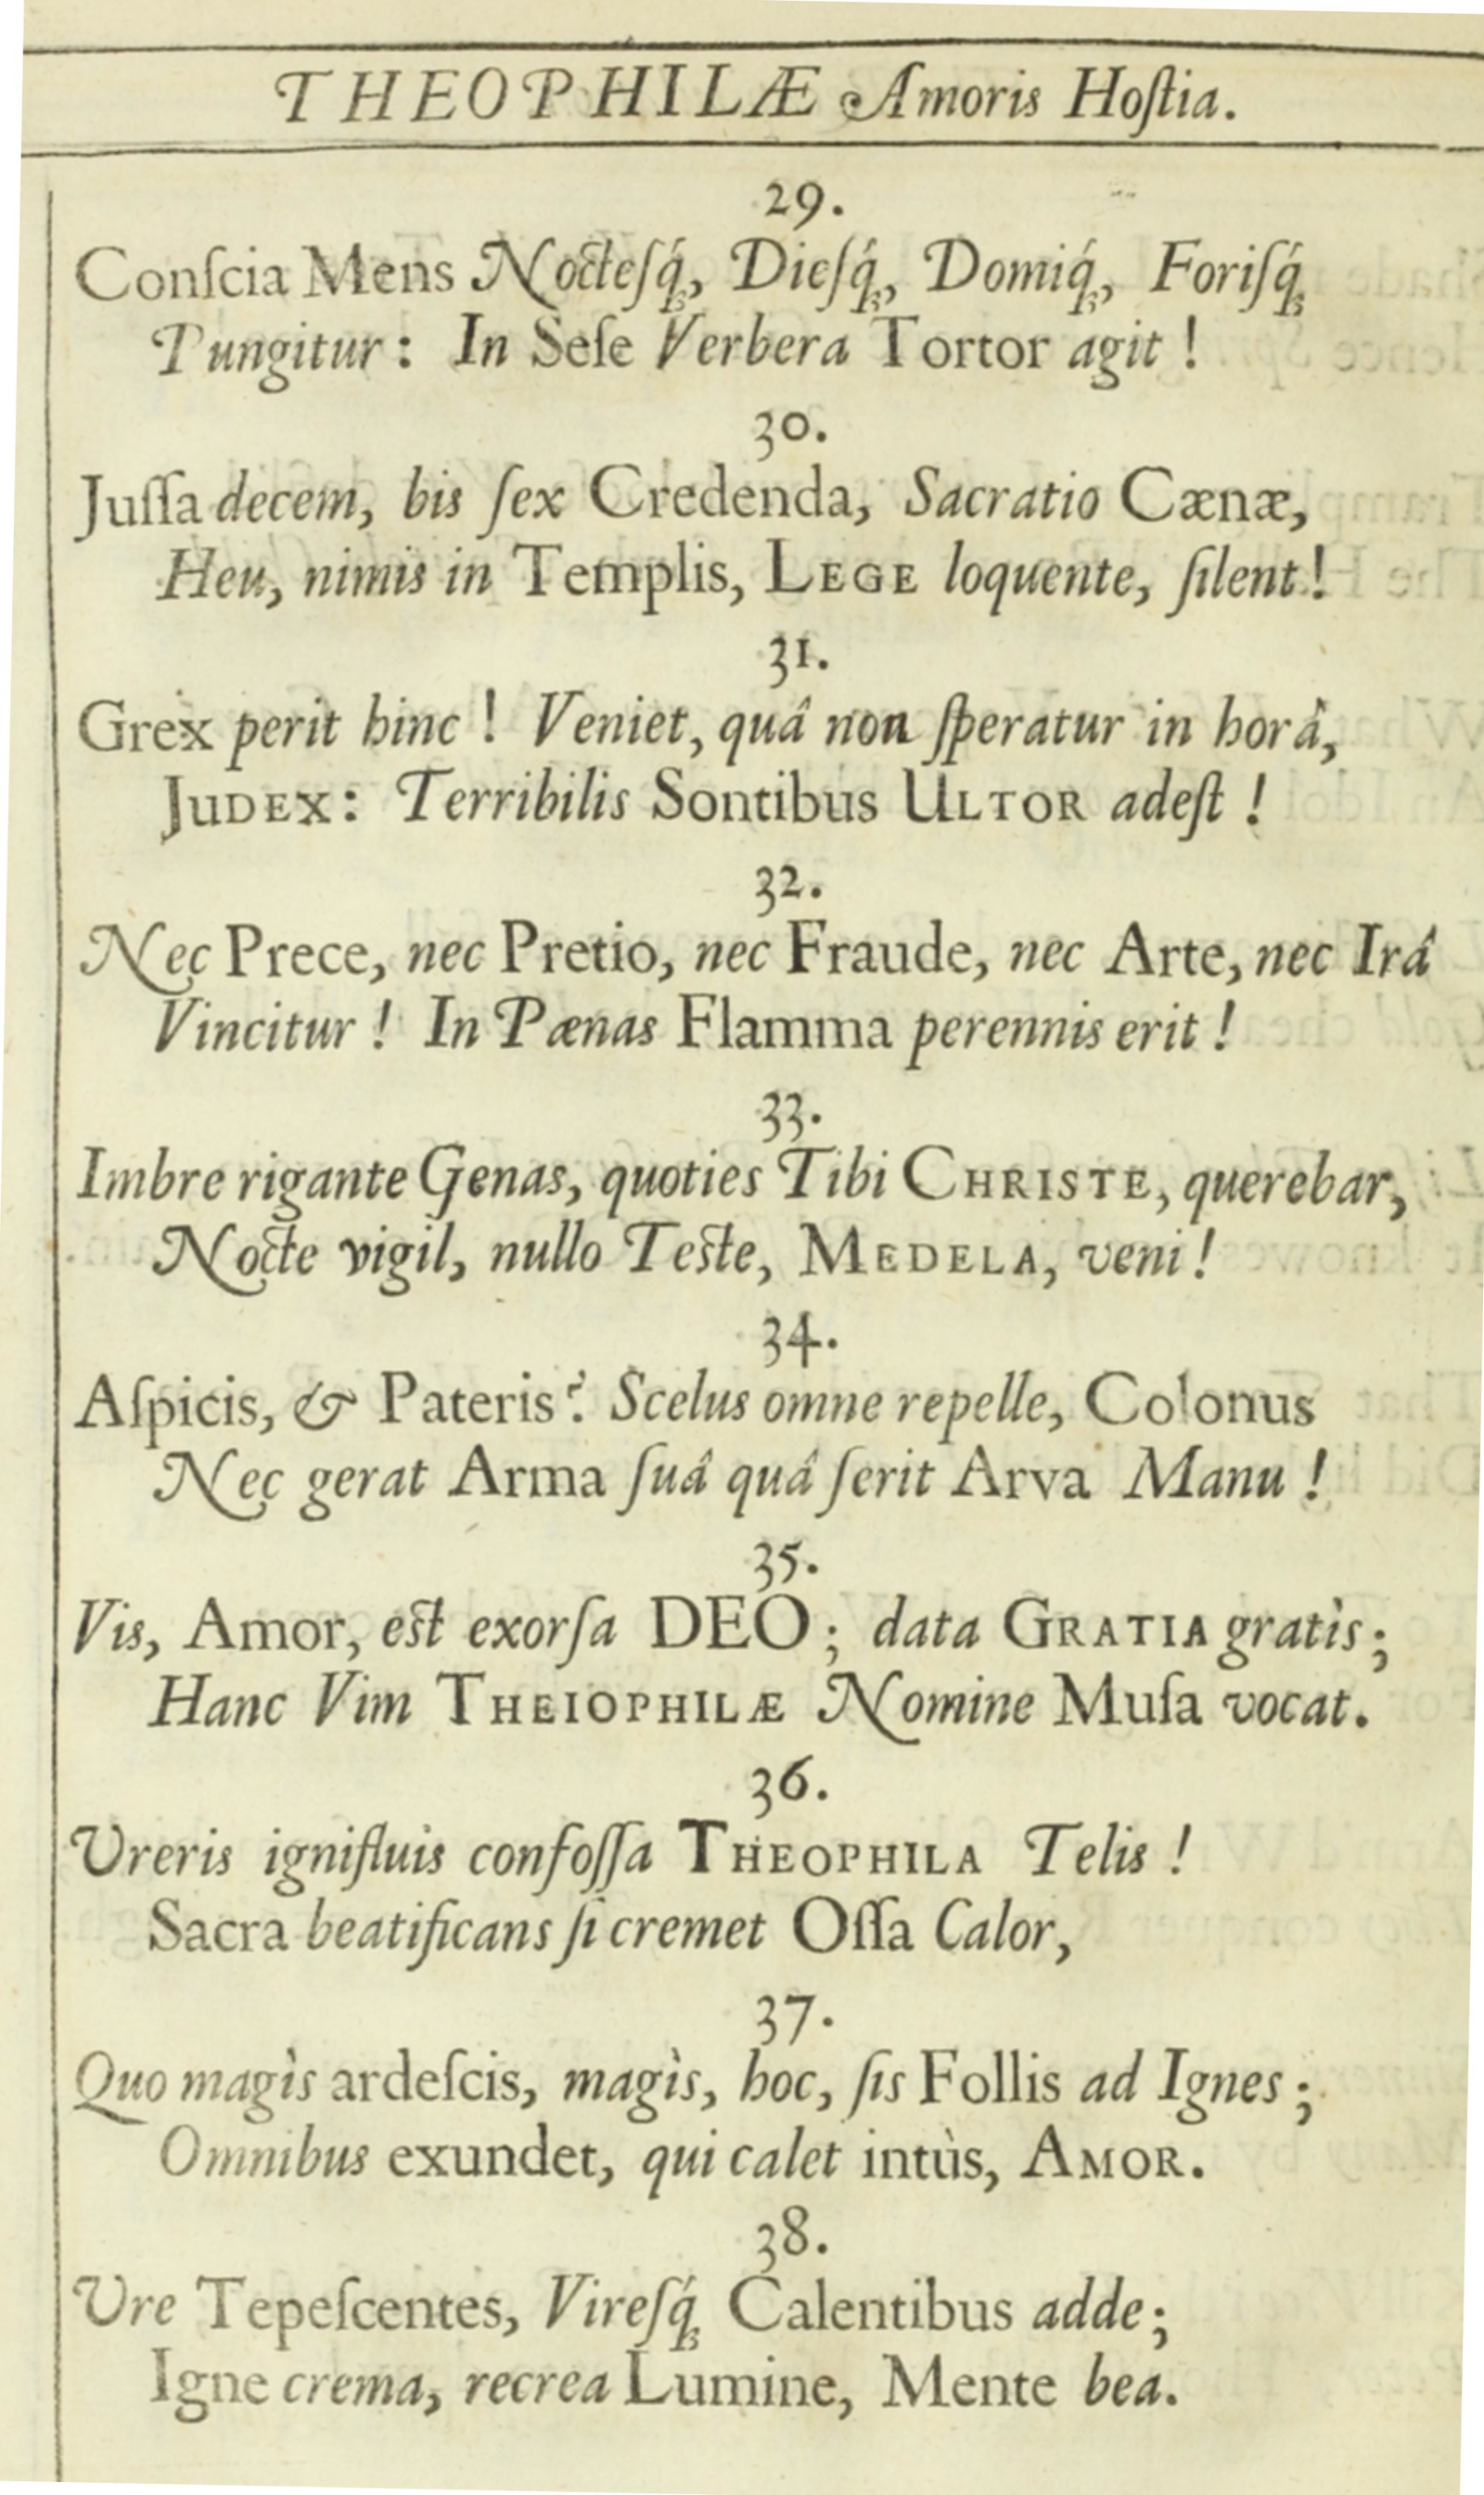 THEOPHILÆ Amoris Hoſtia.
29.
Conſcia Mens Nocteſq́ꝫ, Dieſq́ꝫ, Domiq́ꝫ, Foriſq́ꝫ
Pungitur: In Seſe Verbera Tortor agit!
30.
Juſſa decem, bis ſex Credenda, Sacratio Cænæ,
Heu, nimis in Templis, LEGE loquente, ſilent!
31.
Grex perit hinc! Veniet, quâ non ſperatur in horâ,
JUDEX: Terribilis Sontibus ULTOR adeſt!
32.
Nec Prece, nec Pretio, nec Fraude, nec Arte, nec Irâ
Vincitur! In Pænas Flamma perennis erit!
33.
Imbre rigante Genas, quoties Tibi CHRISTE, querebar,
Nocte vigil, nullo Teſte, MEDELA, veni!
34.
Aſpicis, & Pateris? Scelus omne repelle, Colonus
Nec gerat Arma ſuâ quâ ſerit Arva Manu!
35.
Vis, Amor, eſt exorſa DEO; data GRATIA gratìs;
Hanc Vim THEIOPHILÆ Nomine Muſa vocat.
36.
Ureris ignifluis confoſſa THEOPHILA Telis!
Sacra beatificans ſi cremet Oſſa Calor,
37.
Quo magìs ardeſcis, magìs, hoc, ſis Follis ad Ignes;
Omnibus exundet, qui calet intùs, AMOR.
38.
Ure Tepeſcentes, Vireſq́ꝫ Calentibus adde;
Igne crema, recrea Lumine, Mente bea.